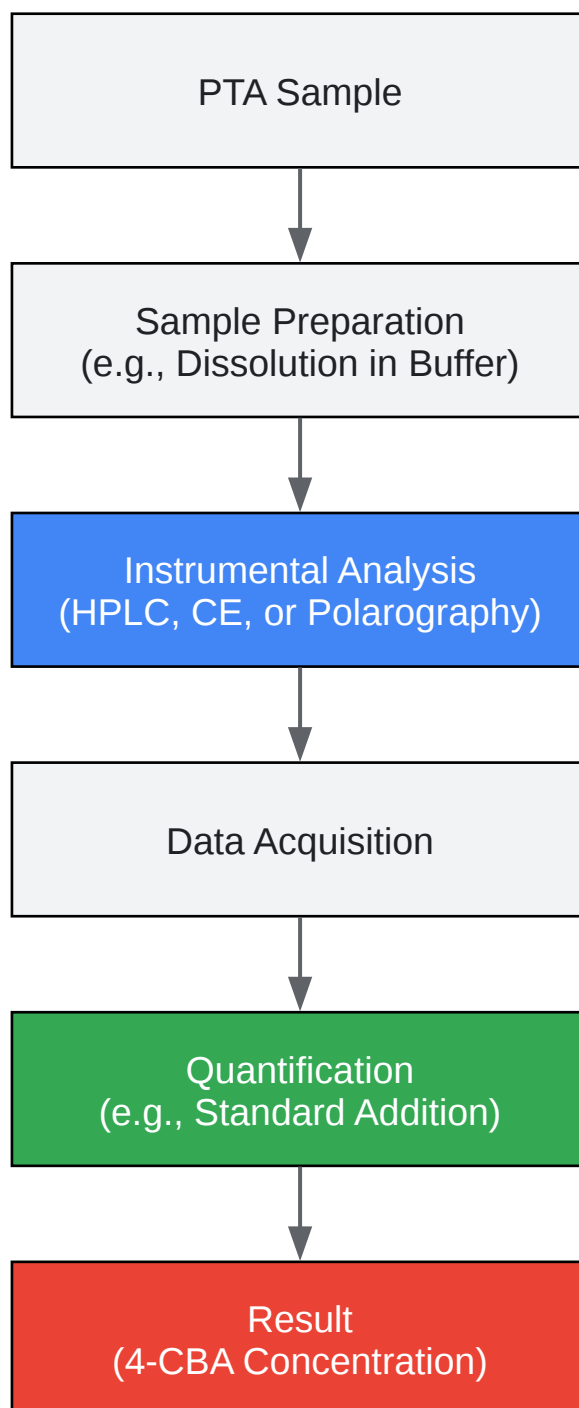 PTA Sample
Sample Preparation
(e.g., Dissolution in Buffer)
Instrumental Analysis
(HPLC, CE, or Polarography)
Data Acquisition
Quantification
(e.g., Standard Addition)
Result
(4-CBA Concentration)